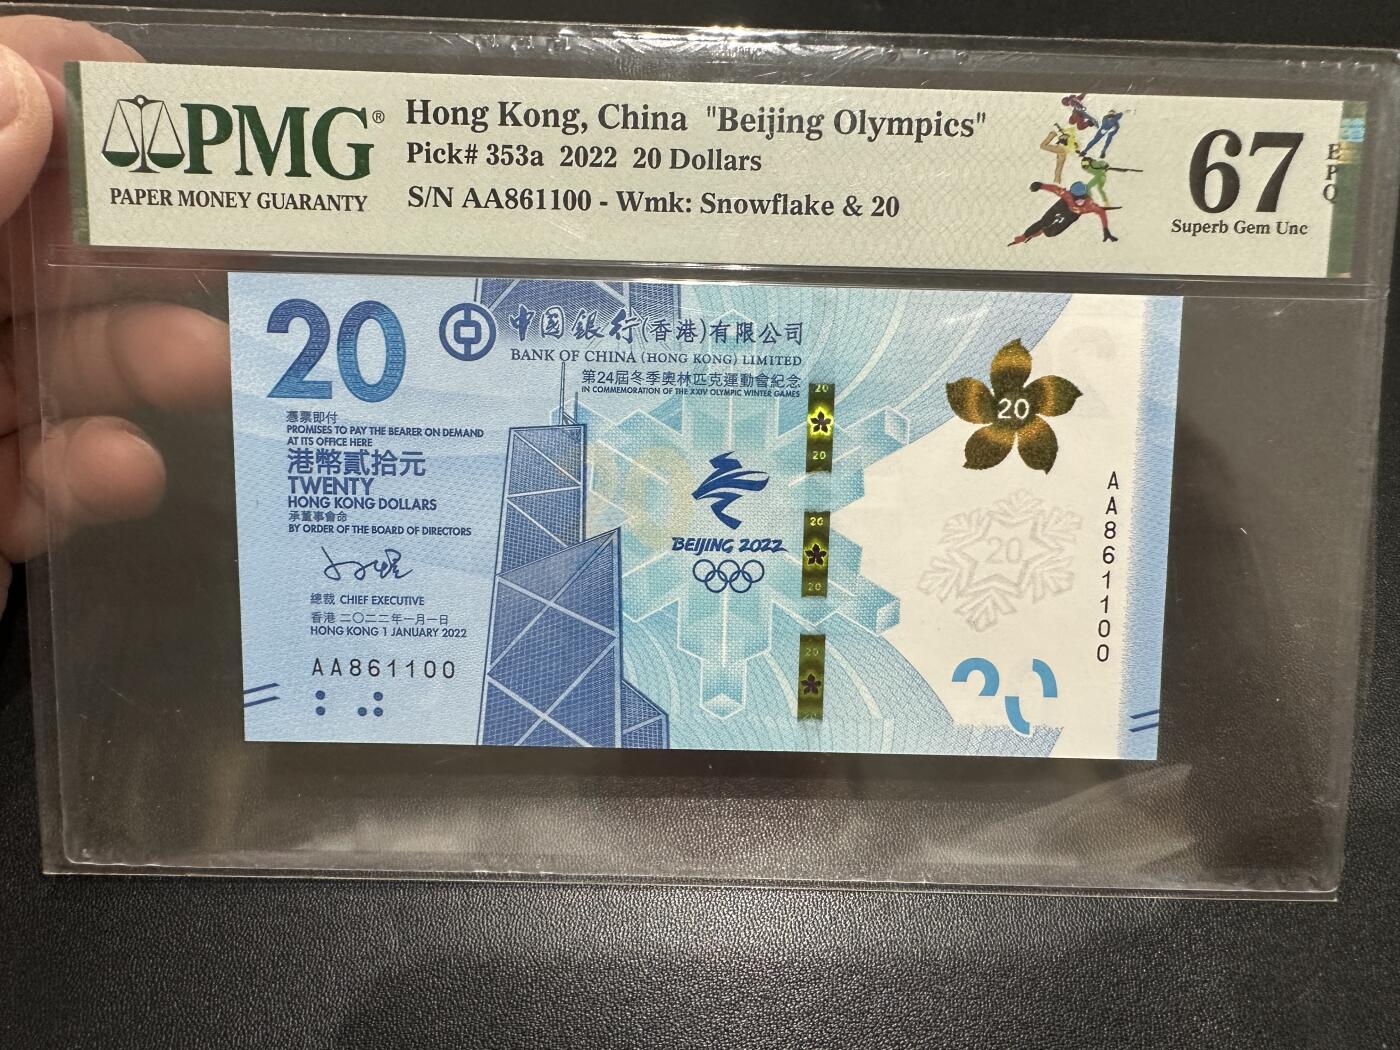 PMG®
PAPER MONEY GUARANTY
Hong Kong, China "Beijing Olympics"
Pick# 353a 2022 20 Dollars
S/N AA861100 - Wmk: Snowflake & 20
67
EPQ
Superb Gem Unc
20
中國銀行(香港)有限公司
BANK OF CHINA (HONG KONG) LIMITED
第24屆冬季奧林匹克運動會紀念
IN COMMEMORATION OF THE XXIV OLYMPIC WINTER GAMES
憑票即付
PROMISES TO PAY THE BEARER ON DEMAND
AT ITS OFFICE HERE
港幣貳拾元
TWENTY
HONG KONG DOLLARS
承董事會命
BY ORDER OF THE BOARD OF DIRECTORS
總裁 CHIEF EXECUTIVE
香港 二〇二二年一月一日
HONG KONG 1 JANUARY 2022
AA861100
BEIJING 2022
20
20
20
20
20
20
20
AA861100
20